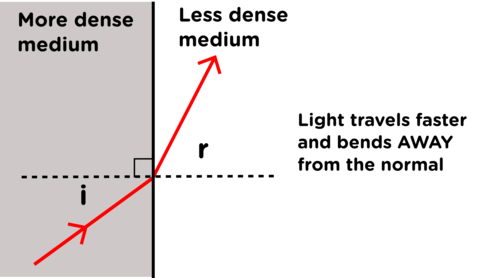 More dense
medium
Less dense
medium
Light travels faster
and bends AWAY
from the normal
r
i